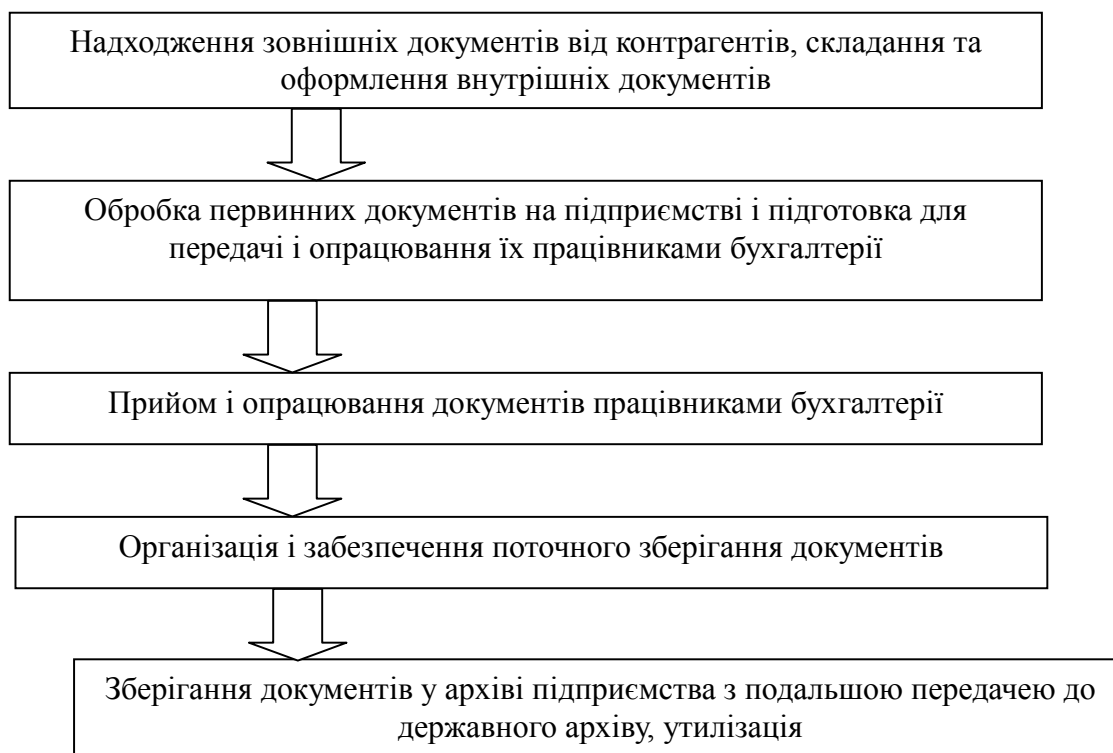 Надходження зовнішніх документів від контрагентів, складання та
оформлення внутрішніх документів
Обробка первинних документів на підприємстві і підготовка для
передачі і опрацювання їх працівниками бухгалтерії
Прийом і опрацювання документів працівниками бухгалтерії
Організація і забезпечення поточного зберігання документів
Зберігання документів у архіві підприємства з подальшою передачею до
державного архіву, утилізація